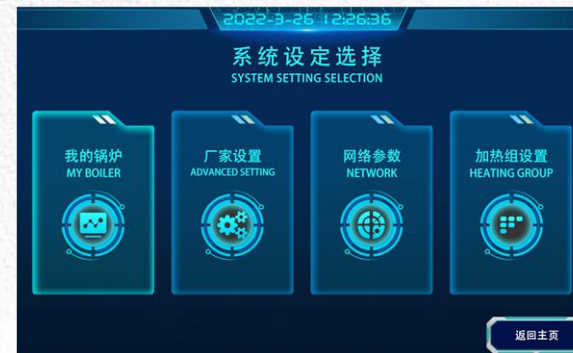 2022-3-26 12:26:36
系统设定选择
SYSTEM SETTING SELECTION
我的锅炉
MY BOILER
厂家设置
ADVANCED SETTING
网络参数
NETWORK
加热组设置
HEATING GROUP
返回主页